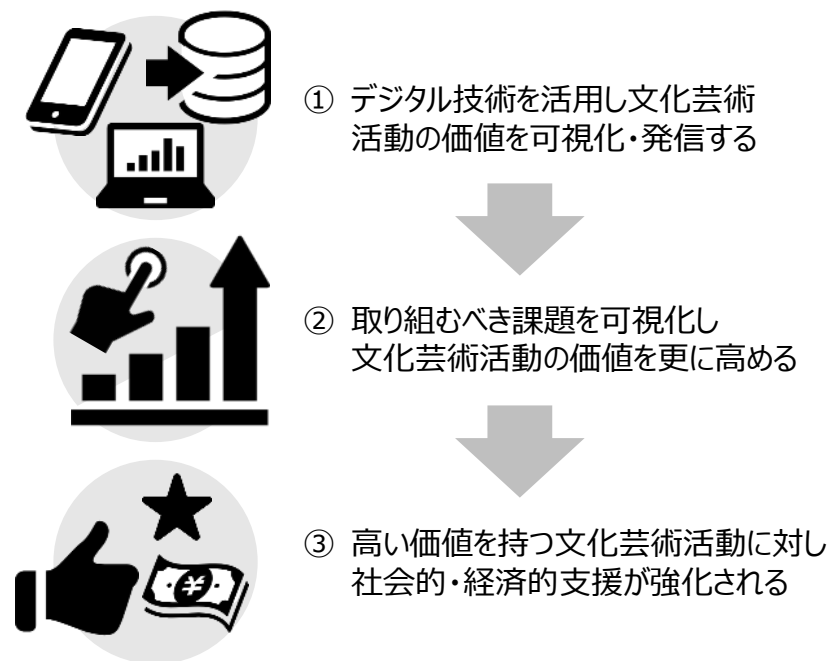 ① デジタル技術を活用し文化芸術
活動の価値を可視化・発信する
② 取り組むべき課題を可視化し
文化芸術活動の価値を更に高める
¥
③ 高い価値を持つ文化芸術活動に対し
社会的・経済的支援が強化される